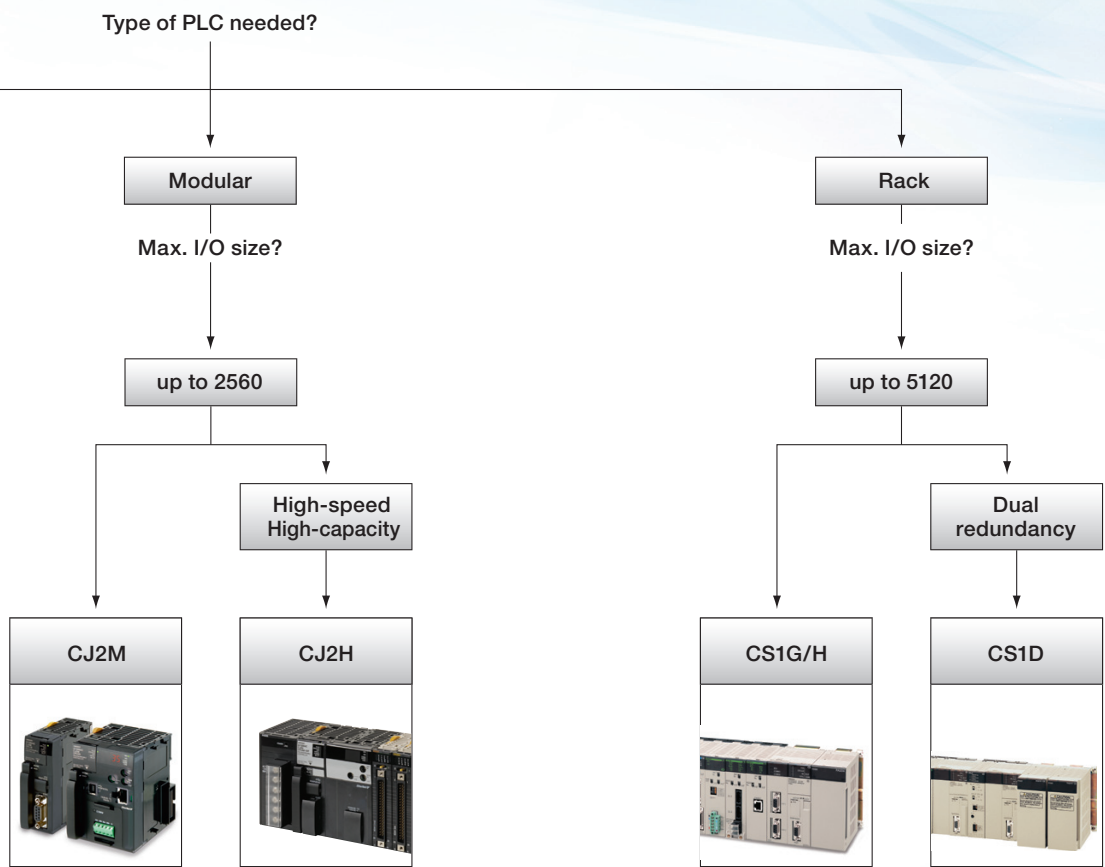 Type of PLC needed?
Modular
Rack
Max. I/O size?
Max. I/O size?
up to 2560
up to 5120
High-speed
High-capacity
Dual
redundancy
CJ2M
CJ2H
CS1G/H
CS1D